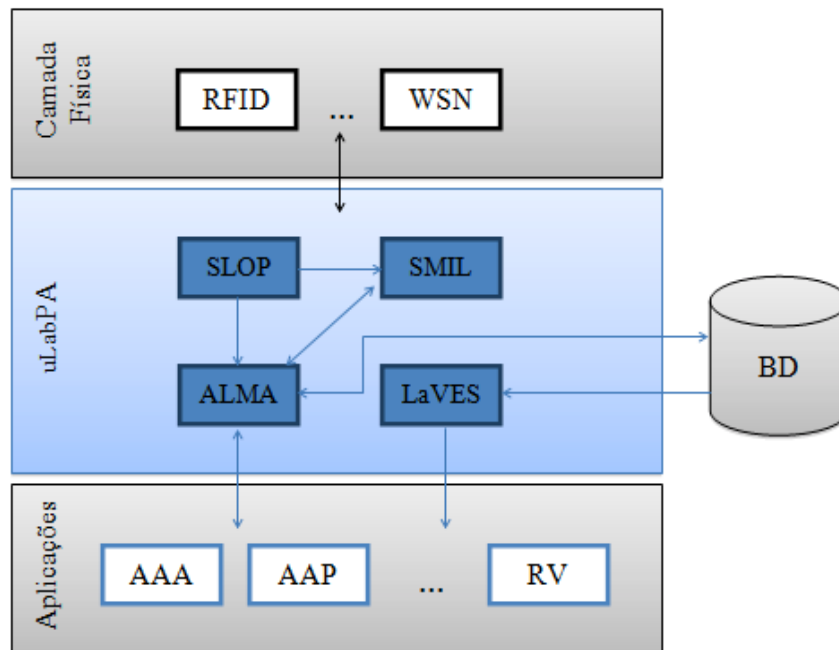 Camada
Física
RFID
...
WSN
uLabPA
SLOP
SMIL
ALMA
LaVES
BD
Aplicações
AAA
AAP
...
RV